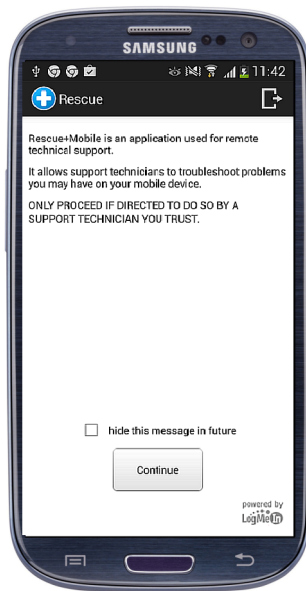 SAMSUNG
11:42
Rescue
Rescue+Mobile is an application used for remote
technical support.
It allows support technicians to troubleshoot problems
you may have on your mobile device.
ONLY PROCEED IF DIRECTED TO DO SO BY A
SUPPORT TECHNICIAN YOU TRUST.
hide this message in future
Continue
powered by
LogMeIn